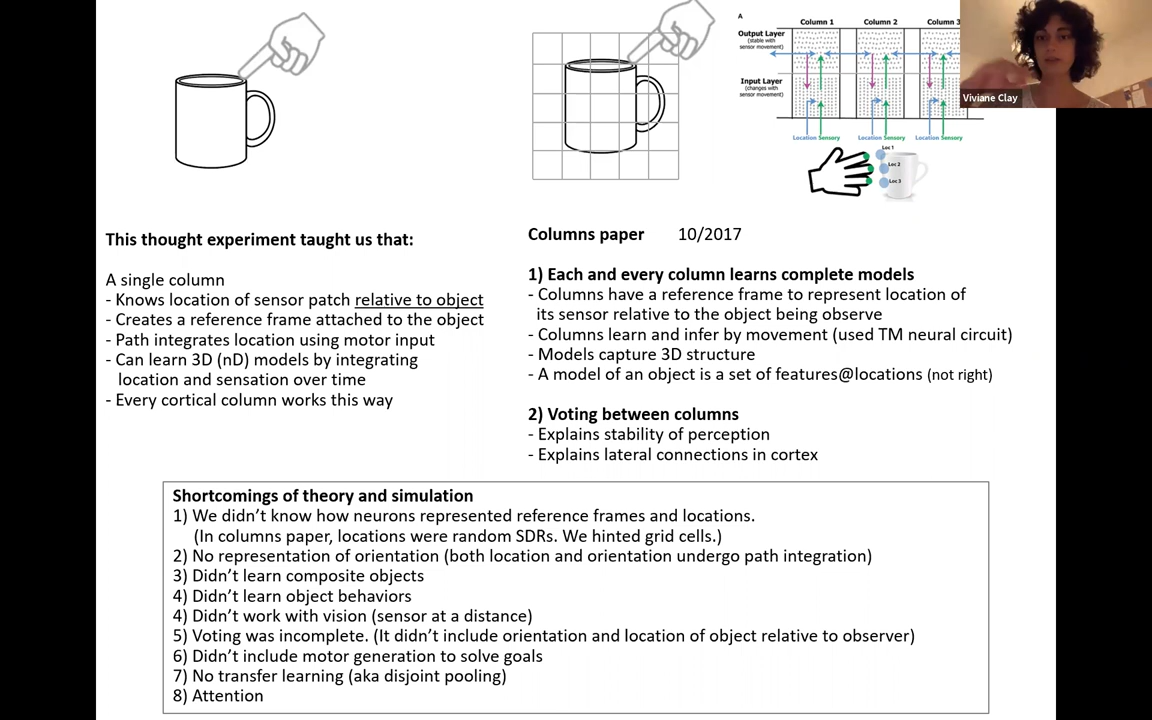 A
Column 1
Column 2
Column 3
Output Layer
(stable with
sensor movement)
Input Layer
(changes with
sensor movement)
Location Sensory
Location Sensory
Location Sensory
Loc 1
Loc 2
Loc 3
Viviane Clay
This thought experiment taught us that:
A single column
- Knows location of sensor patch relative to object
- Creates a reference frame attached to the object
- Path integrates location using motor input
- Can learn 3D (nD) models by integrating
location and sensation over time
- Every cortical column works this way
Columns paper 10/2017
1) Each and every column learns complete models
- Columns have a reference frame to represent location of
its sensor relative to the object being observe
- Columns learn and infer by movement (used TM neural circuit)
- Models capture 3D structure
- A model of an object is a set of features@locations (not right)
2) Voting between columns
- Explains stability of perception
- Explains lateral connections in cortex
Shortcomings of theory and simulation
1) We didn't know how neurons represented reference frames and locations.
(In columns paper, locations were random SDRs. We hinted grid cells.)
2) No representation of orientation (both location and orientation undergo path integration)
3) Didn't learn composite objects
4) Didn't learn object behaviors
4) Didn't work with vision (sensor at a distance)
5) Voting was incomplete. (It didn't include orientation and location of object relative to observer)
6) Didn't include motor generation to solve goals
7) No transfer learning (aka disjoint pooling)
8) Attention